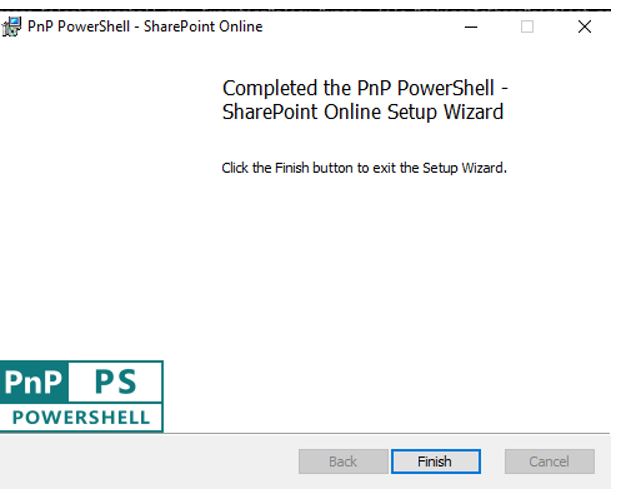 PnP PowerShell - SharePoint Online
Completed the PnP PowerShell -
SharePoint Online Setup Wizard
Click the Finish button to exit the Setup Wizard.
PnP PS
POWERSHELL
Back Finish Cancel